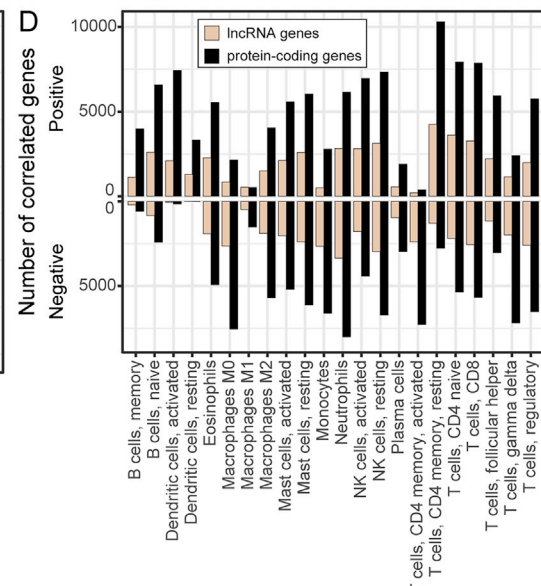 D
lncRNA genes
protein-coding genes
Number of correlated genes
Positive
Negative
10000
5000
0
0
5000
B cells, memory
B cells, naive
Dendritic cells, activated
Dendritic cells, resting
Eosinophils
Macrophages M0
Macrophages M1
Macrophages M2
Mast cells, activated
Mast cells, resting
Monocytes
Neutrophils
NK cells, activated
NK cells, resting
Plasma cells
cells, CD4 memory, activated
T cells, CD4 memory, resting
T cells, CD4 naive
T cells, CD8
T cells, follicular helper
T cells, gamma delta
T cells, regulatory